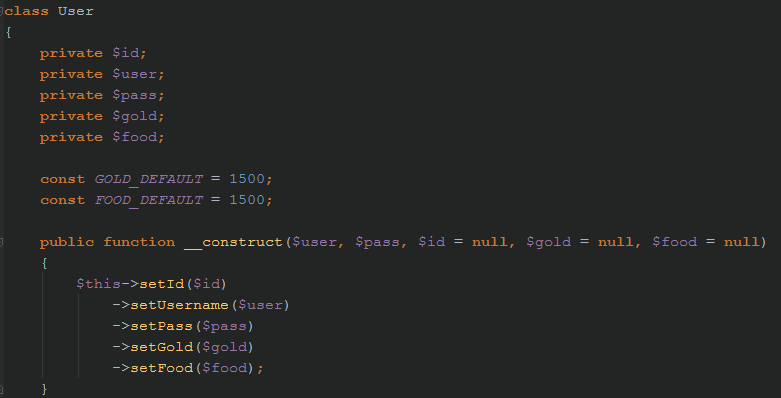 class User
{
    private $id;
    private $user;
    private $pass;
    private $gold;
    private $food;

    const GOLD_DEFAULT = 1500;
    const FOOD_DEFAULT = 1500;

    public function __construct($user, $pass, $id = null, $gold = null, $food = null)
    {
        $this->setId($id)
            ->setUsername($user)
            ->setPass($pass)
            ->setGold($gold)
            ->setFood($food);
    }